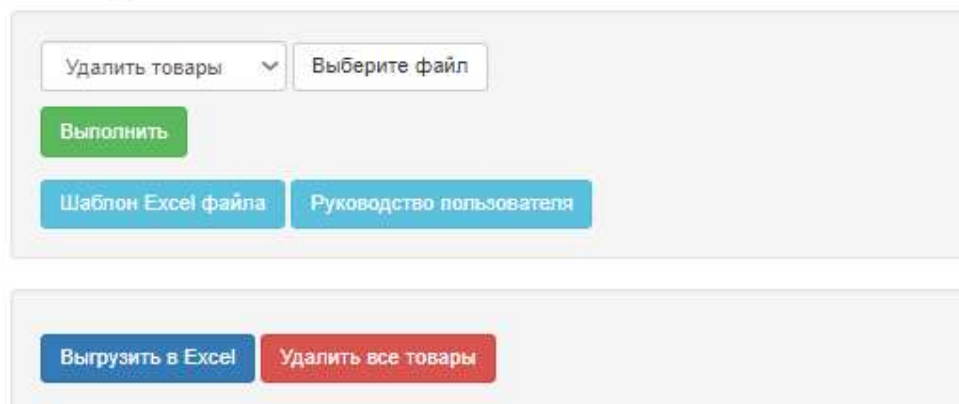 Удалить товары Выберите файл
Выполнить
Шаблон Excel файла Руководство пользователя
Выгрузить в Excel Удалить все товары